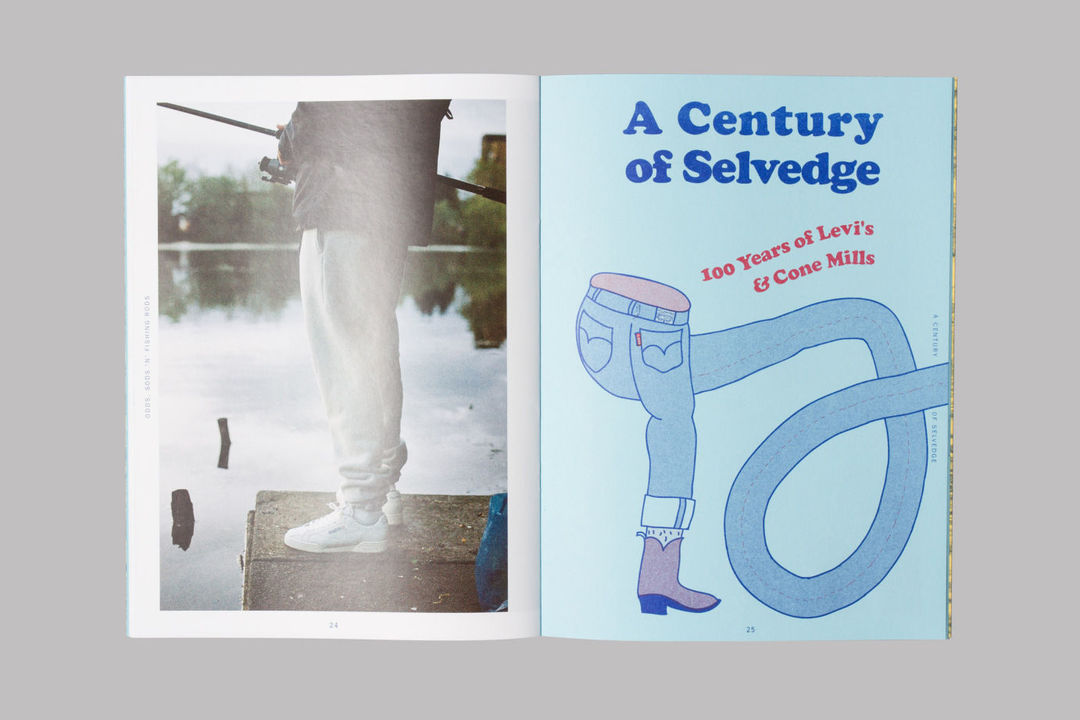 ODDS, SODS 'N' FISHING RODS
24
A Century
of Selvedge
100 Years of Levi's
& Cone Mills
A CENTURY OF SELVEDGE
25